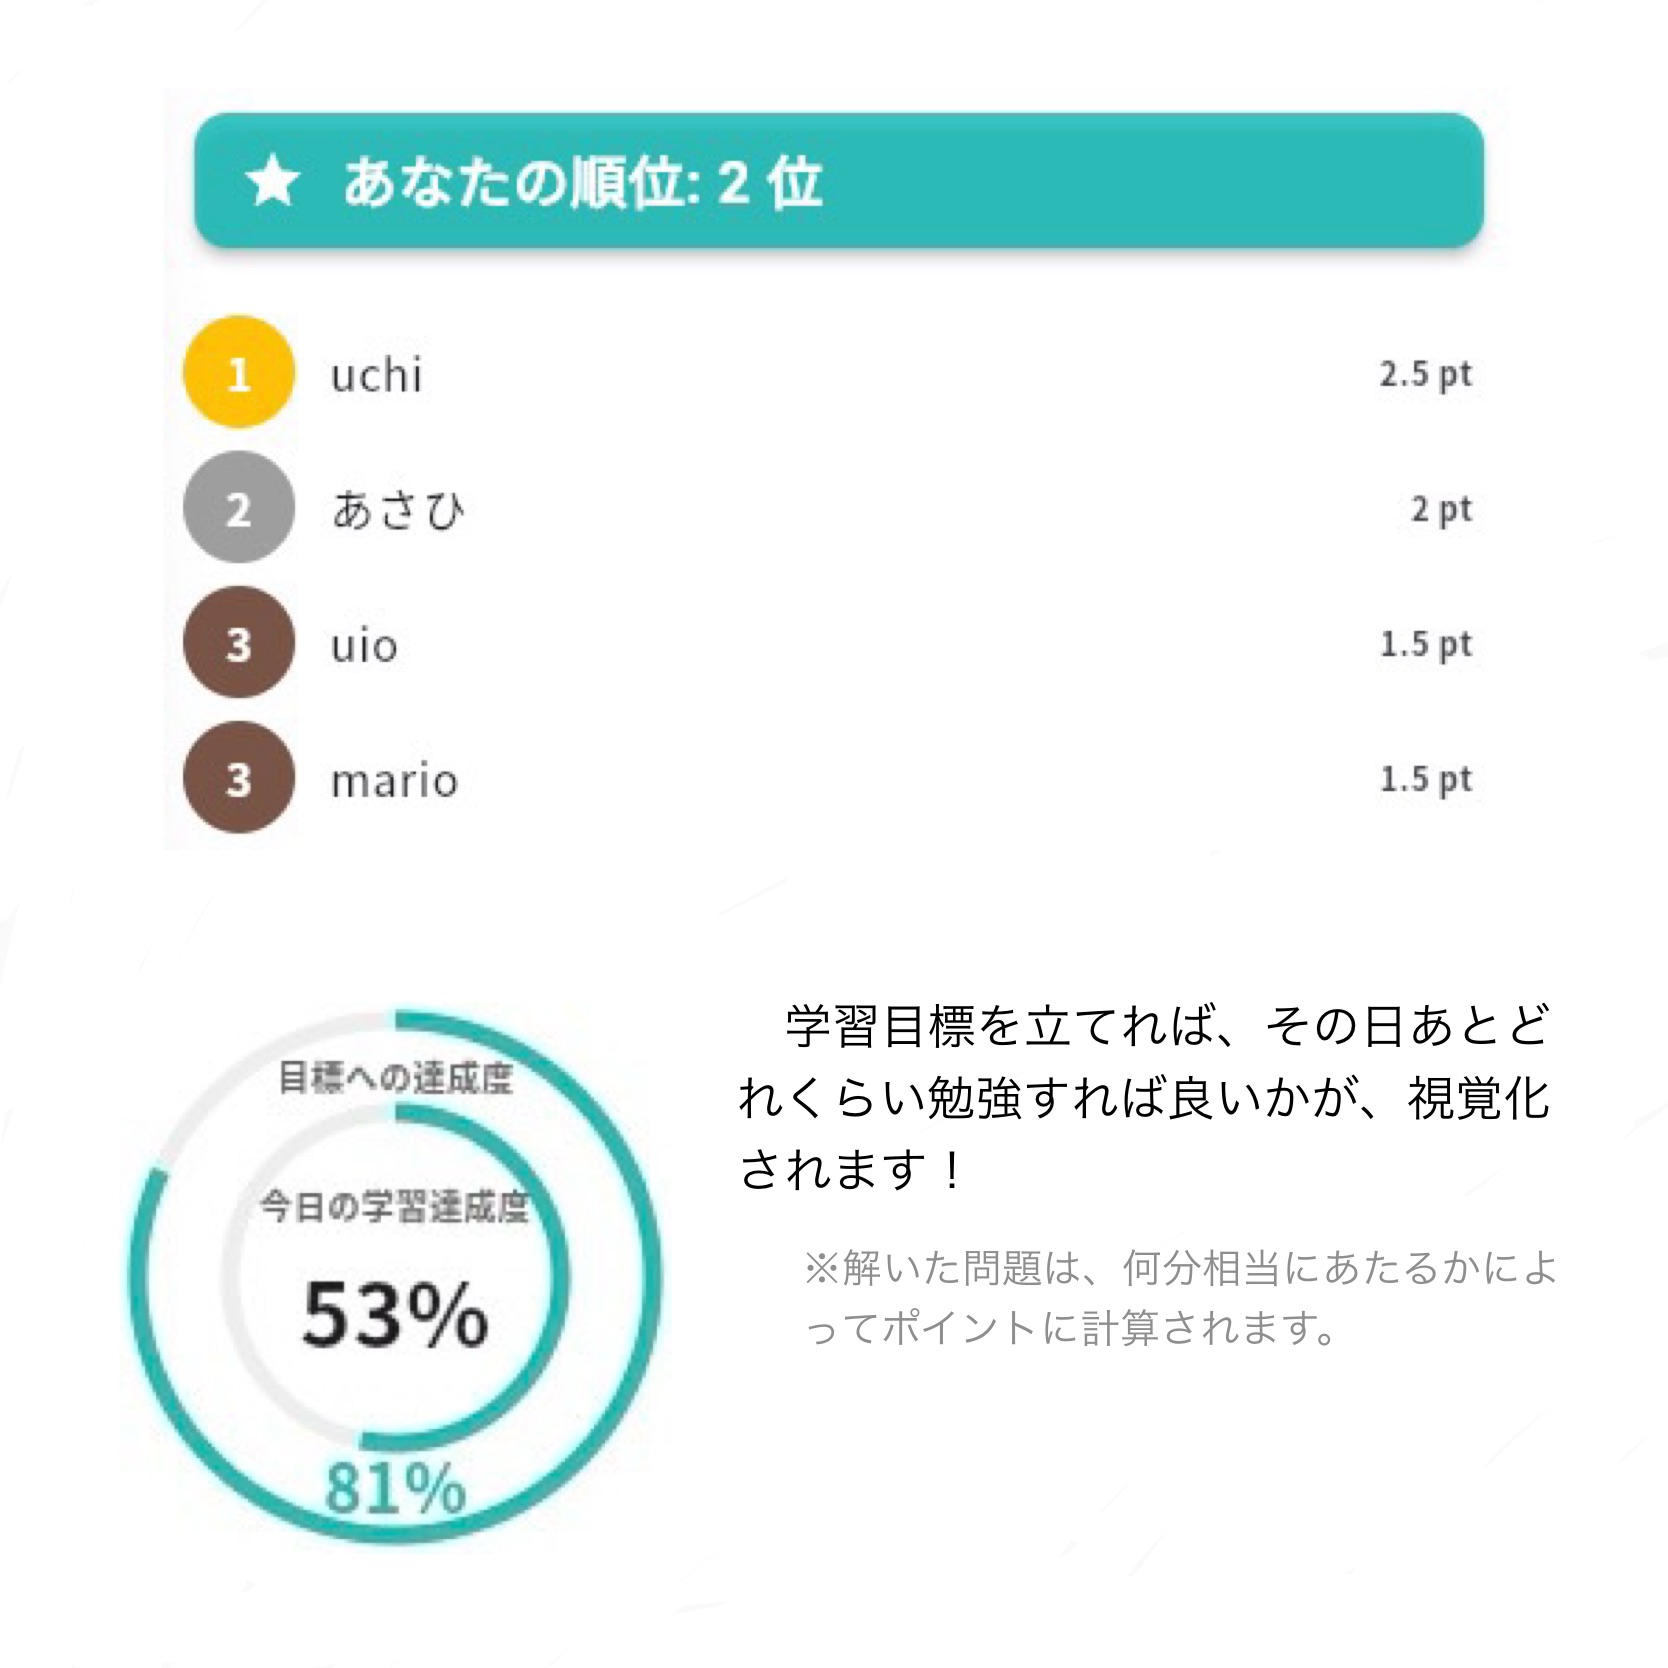 ★ あなたの順位: 2 位
1 uchi 2.5 pt
2 あさひ 2 pt
3 uio 1.5 pt
3 mario 1.5 pt
目標への達成度
今日の学習達成度
53%
81%
学習目標を立てれば、その日あとど
れくらい勉強すれば良いかが、視覚化
されます！
※解いた問題は、何分相当にあたるかによ
ってポイントに計算されます。